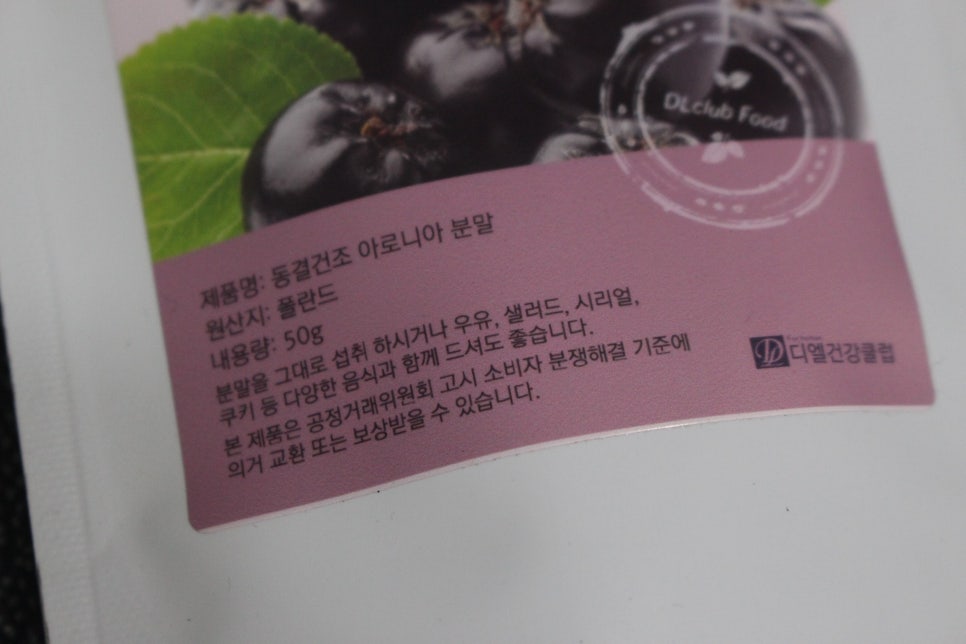 DLclub Food
제품명: 동결건조 아로니아 분말
원산지: 폴란드
내용량: 50g
분말을 그대로 섭취 하시거나 우유, 샐러드, 시리얼,
쿠키 등 다양한 음식과 함께 드셔도 좋습니다.
본 제품은 공정거래위원회 고시 소비자 분쟁해결 기준에
의거 교환 또는 보상받을 수 있습니다.
디엘건강클럽